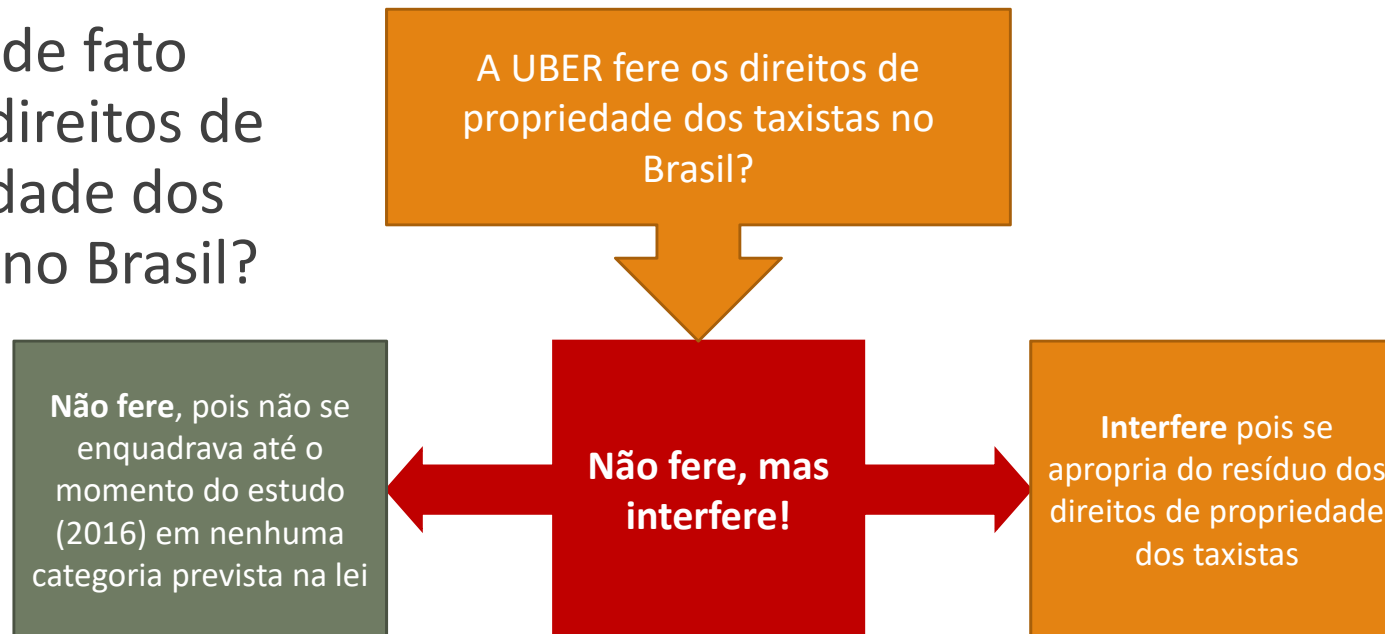 de fato
direitos de
dade dos
no Brasil?
A UBER fere os direitos de
propriedade dos taxistas no
Brasil?
Não fere, pois não se
enquadrava até o
momento do estudo
(2016) em nenhuma
categoria prevista na lei
Não fere, mas
interfere!
Interfere pois se
apropria do resíduo dos
direitos de propriedade
dos taxistas